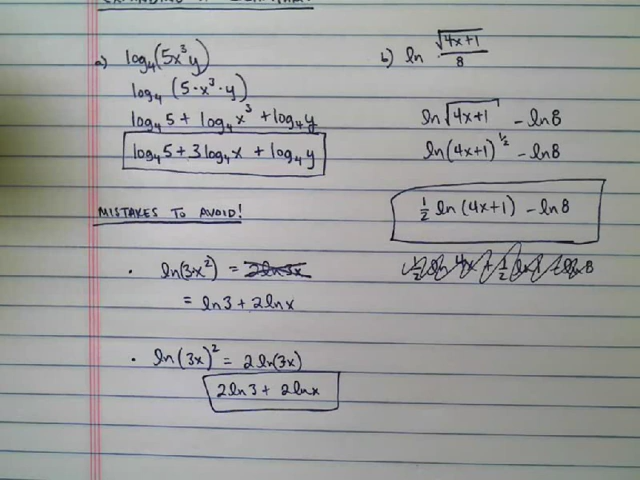 a) log₄(5x³y)
log₄(5·x³·y)
log₄5 + log₄x³ + log₄y
log₄5 + 3log₄x + log₄y
b) ln √(4x+1)/8
ln√(4x+1) - ln8
ln(4x+1)^½ - ln8
½ ln(4x+1) - ln8
MISTAKES TO AVOID!
· ln(3x²) = 2ln3x
= ln3 + 2lnx
· ln(3x)² = 2ln(3x)
2ln3 + 2lnx